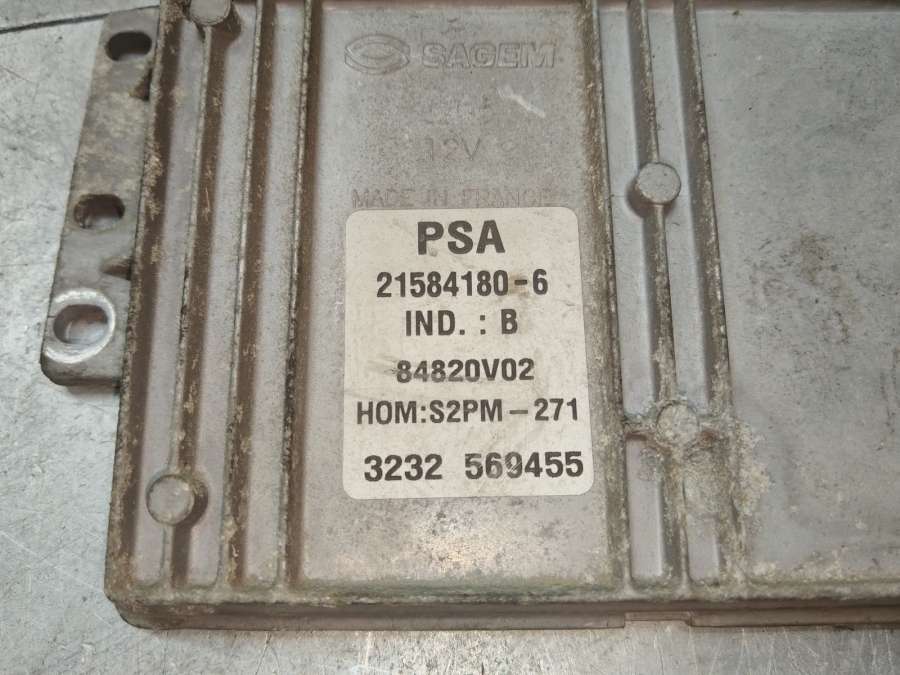 SAGEM
12V
MADE IN FRANCE
PSA
21584180-6
IND. : B
84820V02
HOM:S2PM-271
3232 569455